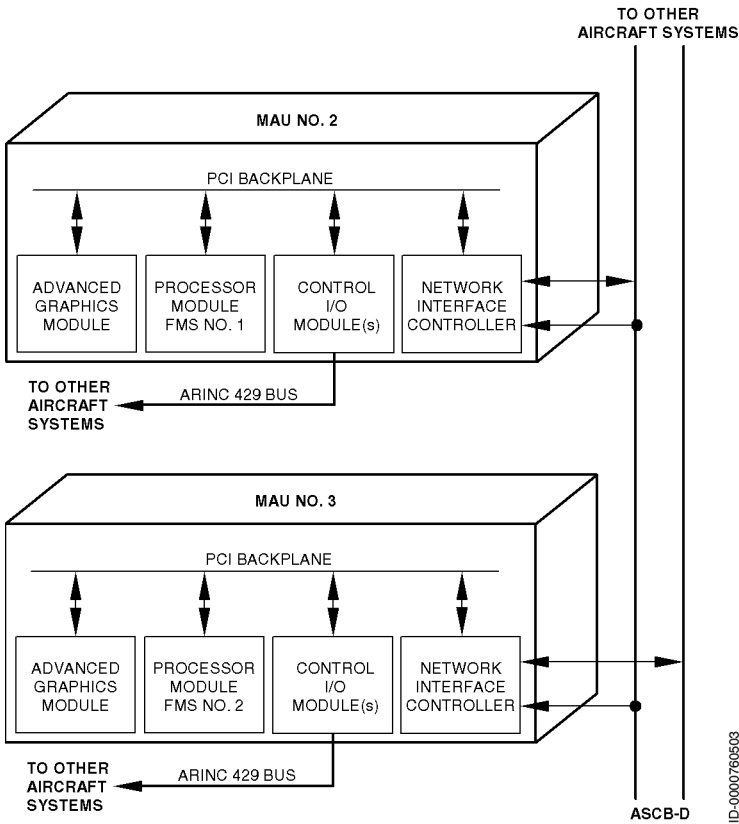 TO OTHER
AIRCRAFT SYSTEMS
MAU NO. 2
PCI BACKPLANE
ADVANCED
GRAPHICS
MODULE
PROCESSOR
MODULE
FMS NO. 1
CONTROL
I/O
MODULE(s)
NETWORK
INTERFACE
CONTROLLER
TO OTHER
AIRCRAFT
SYSTEMS
ARINC 429 BUS
MAU NO. 3
PCI BACKPLANE
ADVANCED
GRAPHICS
MODULE
PROCESSOR
MODULE
FMS NO. 2
CONTROL
I/O
MODULE(s)
NETWORK
INTERFACE
CONTROLLER
TO OTHER
AIRCRAFT
SYSTEMS
ARINC 429 BUS
ASCB-D
ID-0000760503